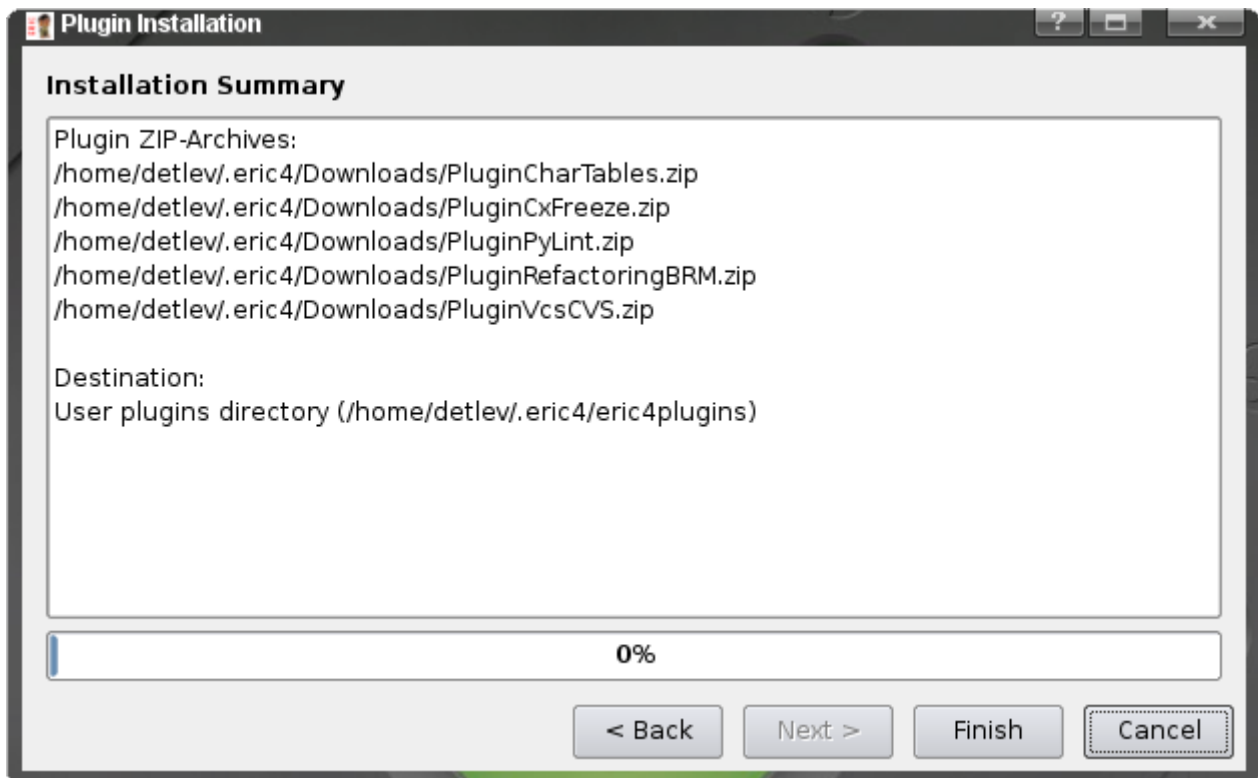 Plugin Installation
Installation Summary
Plugin ZIP-Archives:
/home/detlev/.eric4/Downloads/PluginCharTables.zip
/home/detlev/.eric4/Downloads/PluginCxFreeze.zip
/home/detlev/.eric4/Downloads/PluginPyLint.zip
/home/detlev/.eric4/Downloads/PluginRefactoringBRM.zip
/home/detlev/.eric4/Downloads/PluginVcsCVS.zip
Destination:
User plugins directory (/home/detlev/.eric4/eric4plugins)
0%
< Back Next > Finish Cancel